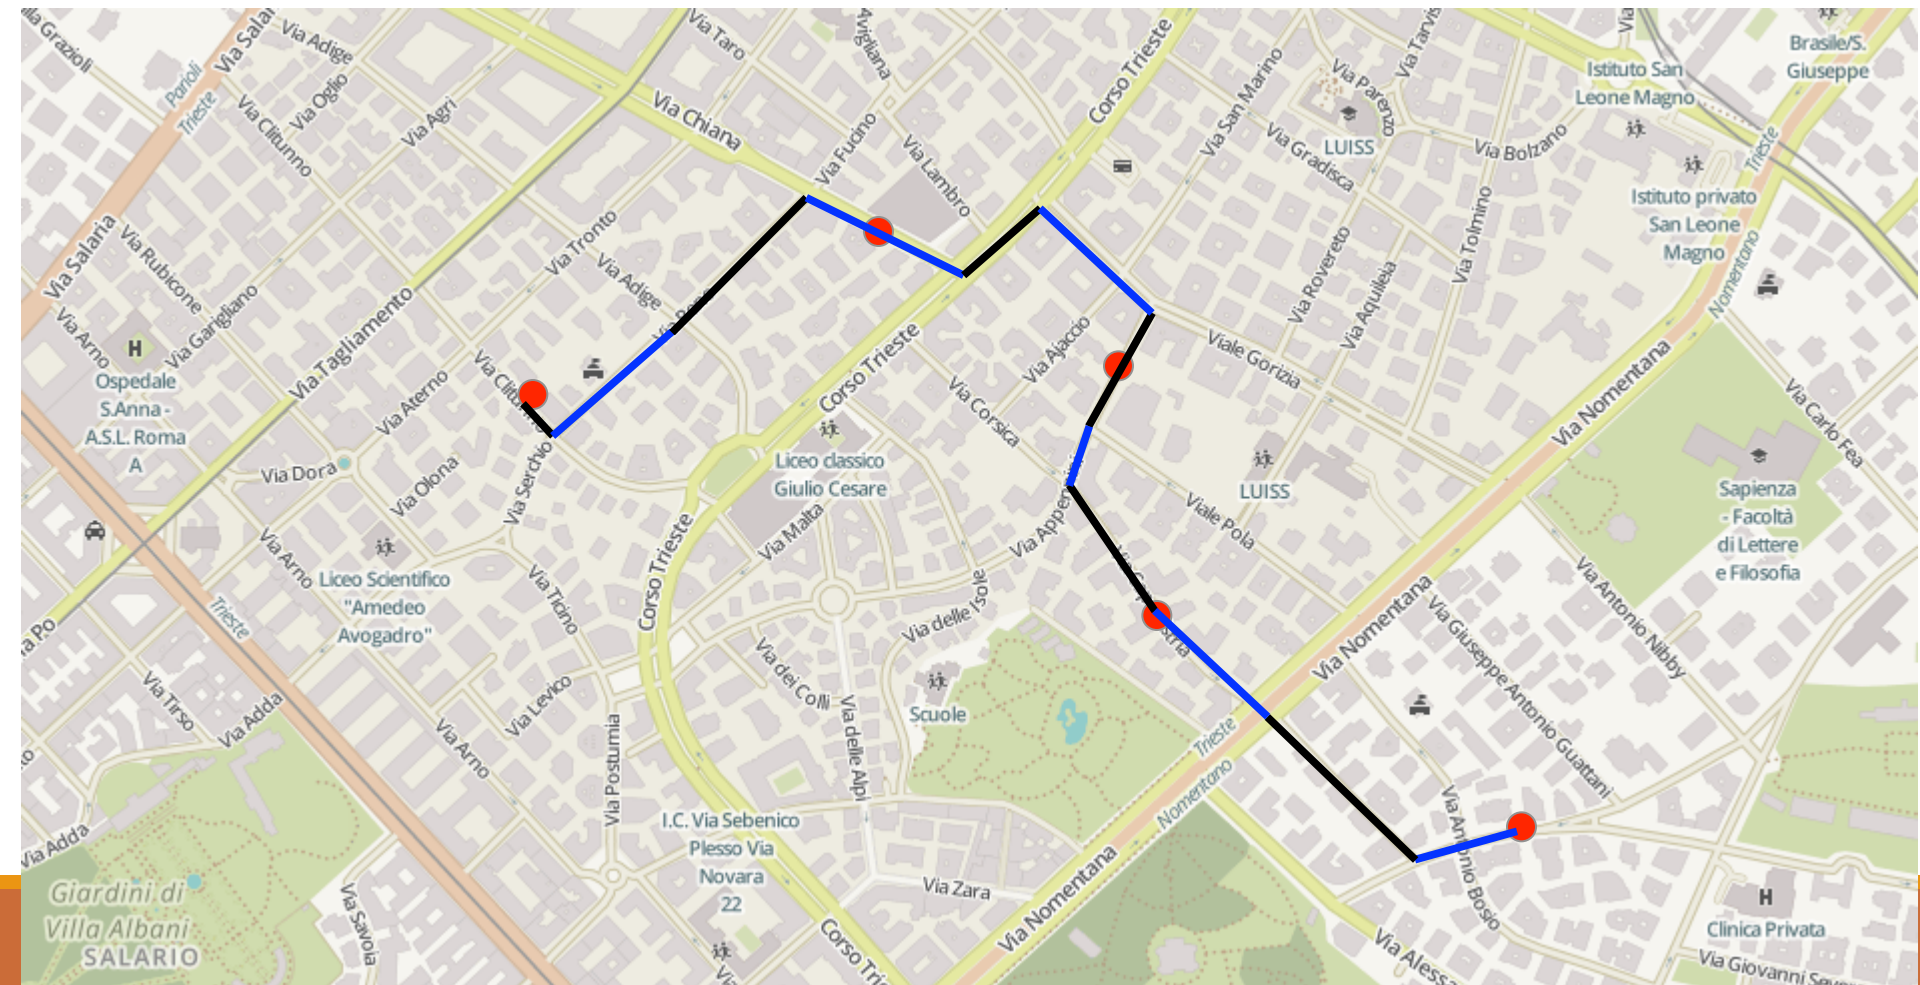 Via Salaria
Via Adige
Via Taro
Corso Trieste
Via Tarvis
Via
Brasile/S.
Giuseppe
Grazioli
Parioli
Trieste
Via Oglio
Via Agri
Via Clitunno
Via Chiana
Via Fucino
Via Lambro
Via San Marino
Via Parenzo
Istituto San
Leone Magno
LUISS
Via Gradisca
Via Bolzano
Trieste
Istituto privato
San Leone
Magno
Via Salaria
Via Rubicone
Via Tronto
Via Adige
Via Rovereto
Via Aquileia
Via Tolmino
Nomentano
Via Arno
H
Via Garigliano
Via Tagliamento
Ospedale
S.Anna -
A.S.L. Roma
A
Via Aterno
Corso Trieste
Via Ajaccio
Viale Gorizia
Via Nomentana
Via Carlo Fea
Via Corsica
Via Dora
Via Olona
Via Serchio
Liceo classico
Giulio Cesare
LUISS
Sapienza
- Facoltà
di Lettere
e Filosofia
Via Malta
Viale Pola
Via Arno
Liceo Scientifico
"Amedeo
Avogadro"
Via Ticino
Corso Trieste
Via delle Isole
Trieste
Via Nomentana
Via Giuseppe Antonio Guattani
Via Antonio Nibby
Via Po
Via Tirso
Via Adda
Via Arno
Via Levico
Via Postumia
Via dei Colli
Via delle Alpi
Scuole
Trieste
Nomentano
Via Adda
I.C. Via Sebenico
Plesso Via
Novara
22
Via Antonio Bosio
Giardini di
Villa Albani
SALARIO
Via Savoia
Via Zara
Via Nomentana
Corso Trie
Via
H
Clinica Privata
Via Alessa
Via Giovanni Seve